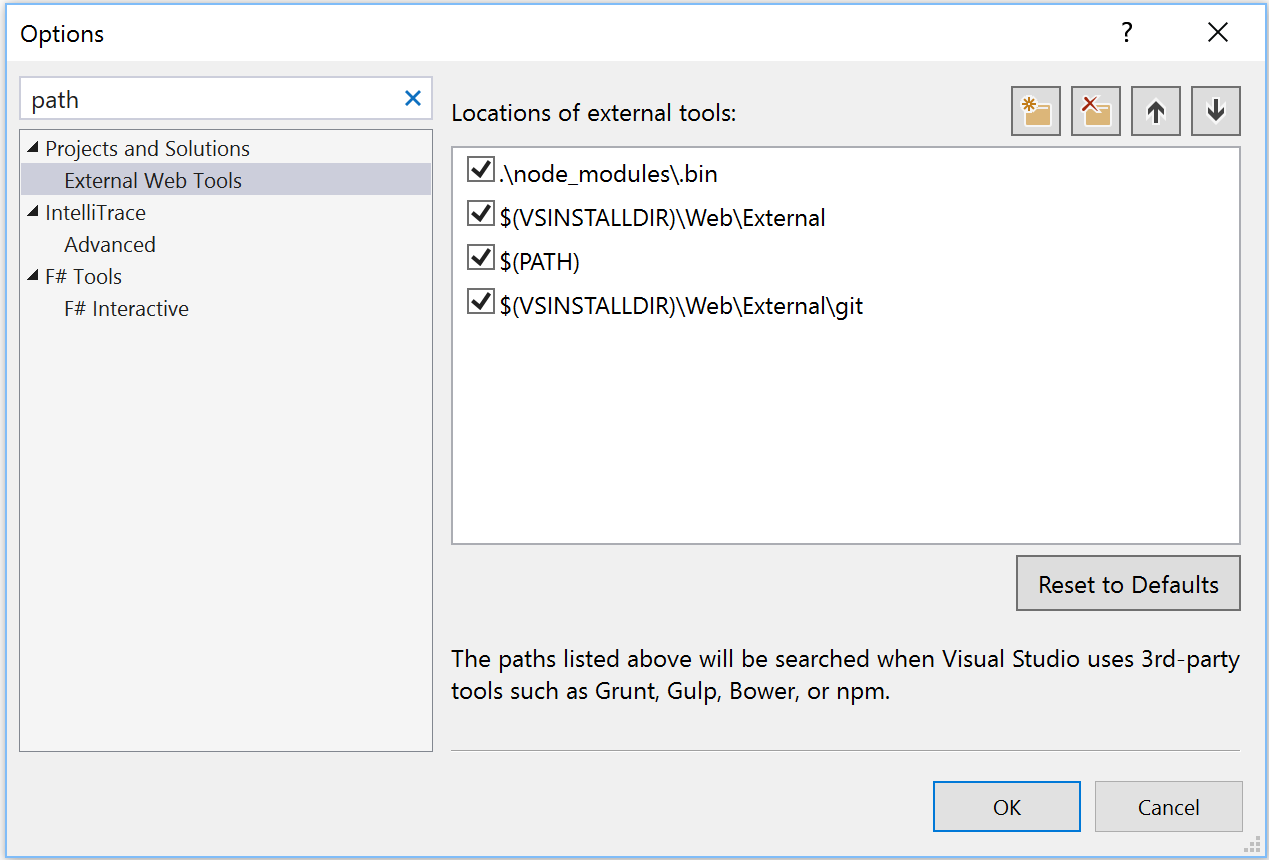 Options
?
path
Projects and Solutions
External Web Tools
IntelliTrace
Advanced
F# Tools
F# Interactive
Locations of external tools:
.\node_modules\.bin
$(VSINSTALLDIR)\Web\External
$(PATH)
$(VSINSTALLDIR)\Web\External\git
Reset to Defaults
The paths listed above will be searched when Visual Studio uses 3rd-party
tools such as Grunt, Gulp, Bower, or npm.
OK
Cancel